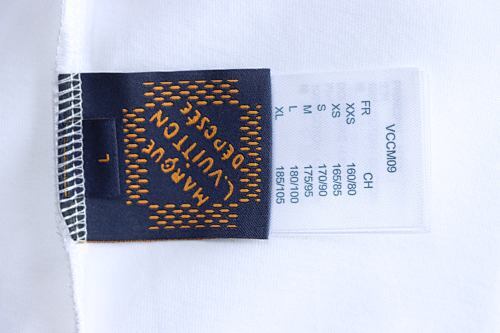 MARQUE
L. VUITTON
DEPOSÉE
L
VCCM09
FR CH
XXS 160/80
XS 165/85
S 170/90
M 175/95
L 180/100
XL 185/105